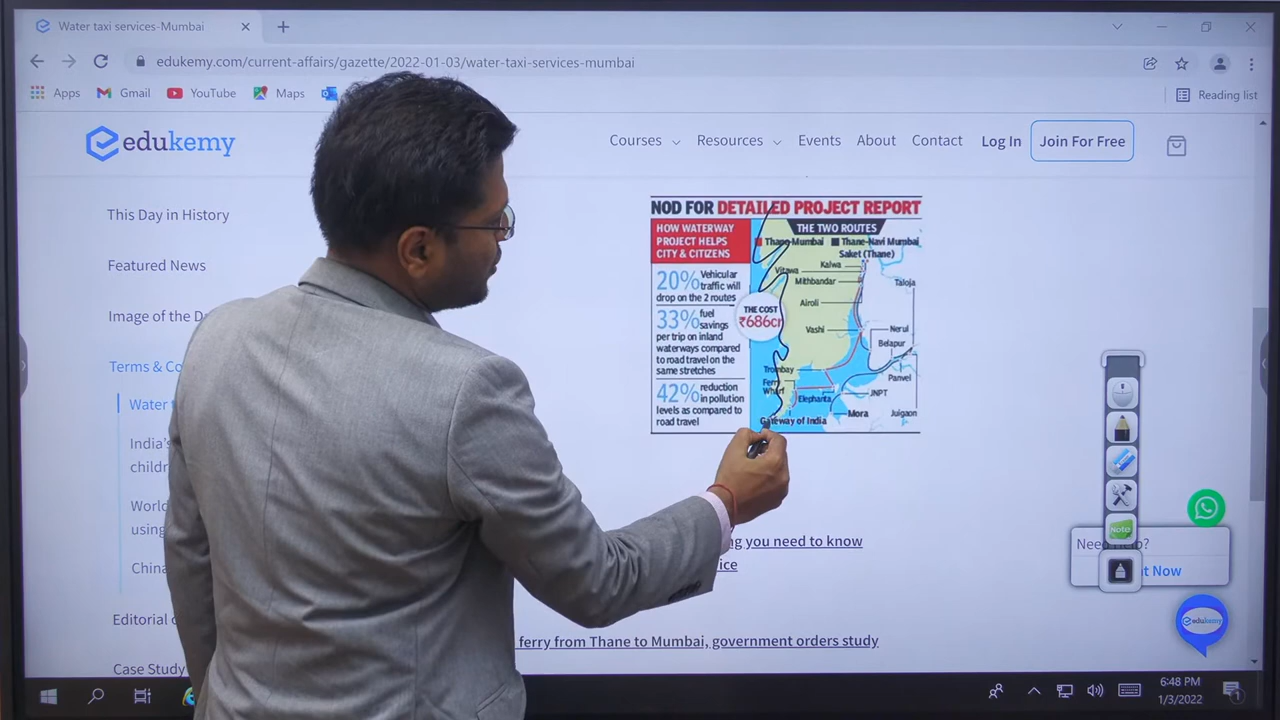 Water taxi services-Mumbai
edukemy.com/current-affairs/gazette/2022-01-03/water-taxi-services-mumbai
Apps Gmail YouTube Maps
Reading list
edukemy
Courses Resources Events About Contact Log In Join For Free
This Day in History
Featured News
Image of the
Terms &
Water
India's
World
using
China
Editorial
Case Study
NOD FOR DETAILED PROJECT REPORT
HOW WATERWAY
PROJECT HELPS
CITY & CITIZENS
20% Vehicular
traffic will
drop on the 2 routes
33% fuel
savings
per trip on inland
waterways compared
to road travel on the
same stretches
42% reduction
in pollution
levels as compared to
road travel
THE TWO ROUTES
Thane-Mumbai Thane-Navi Mumbai
Saket (Thane)
Kalwa
Vitawa
Mithbandar
Taloja
Airoli
THE COST
₹686cr
Vashi
Nerul
Belapur
Trombay
Panvel
Ferry
Wharf
Elephanta
JNPT
Mora
Juigaon
Gateway of India
you need to know
ferry from Thane to Mumbai, government orders study
Note
Now
edukemy
6:48 PM
1/3/2022
1